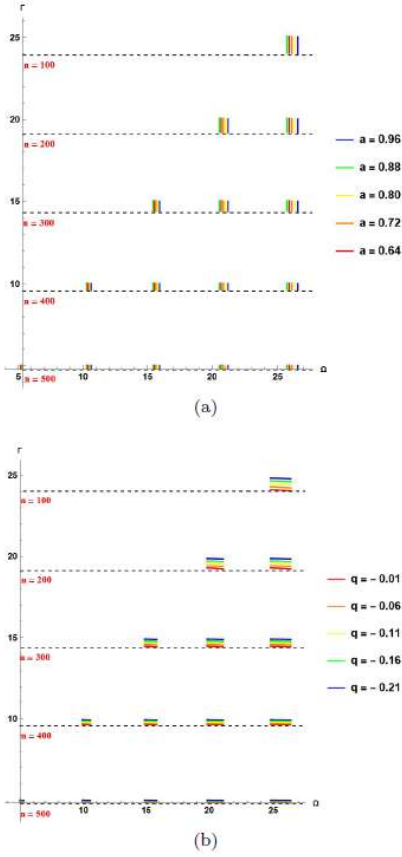 Γ
25
n = 100
20
n = 200
15
n = 300
10
n = 400
n = 500
5
10
15
20
25
Ω
a = 0.96
a = 0.88
a = 0.80
a = 0.72
a = 0.64
(a)
Γ
25
n = 100
20
n = 200
15
n = 300
10
n = 400
n = 500
10
15
20
25
Ω
q = - 0.01
q = - 0.06
q = - 0.11
q = - 0.16
q = - 0.21
(b)